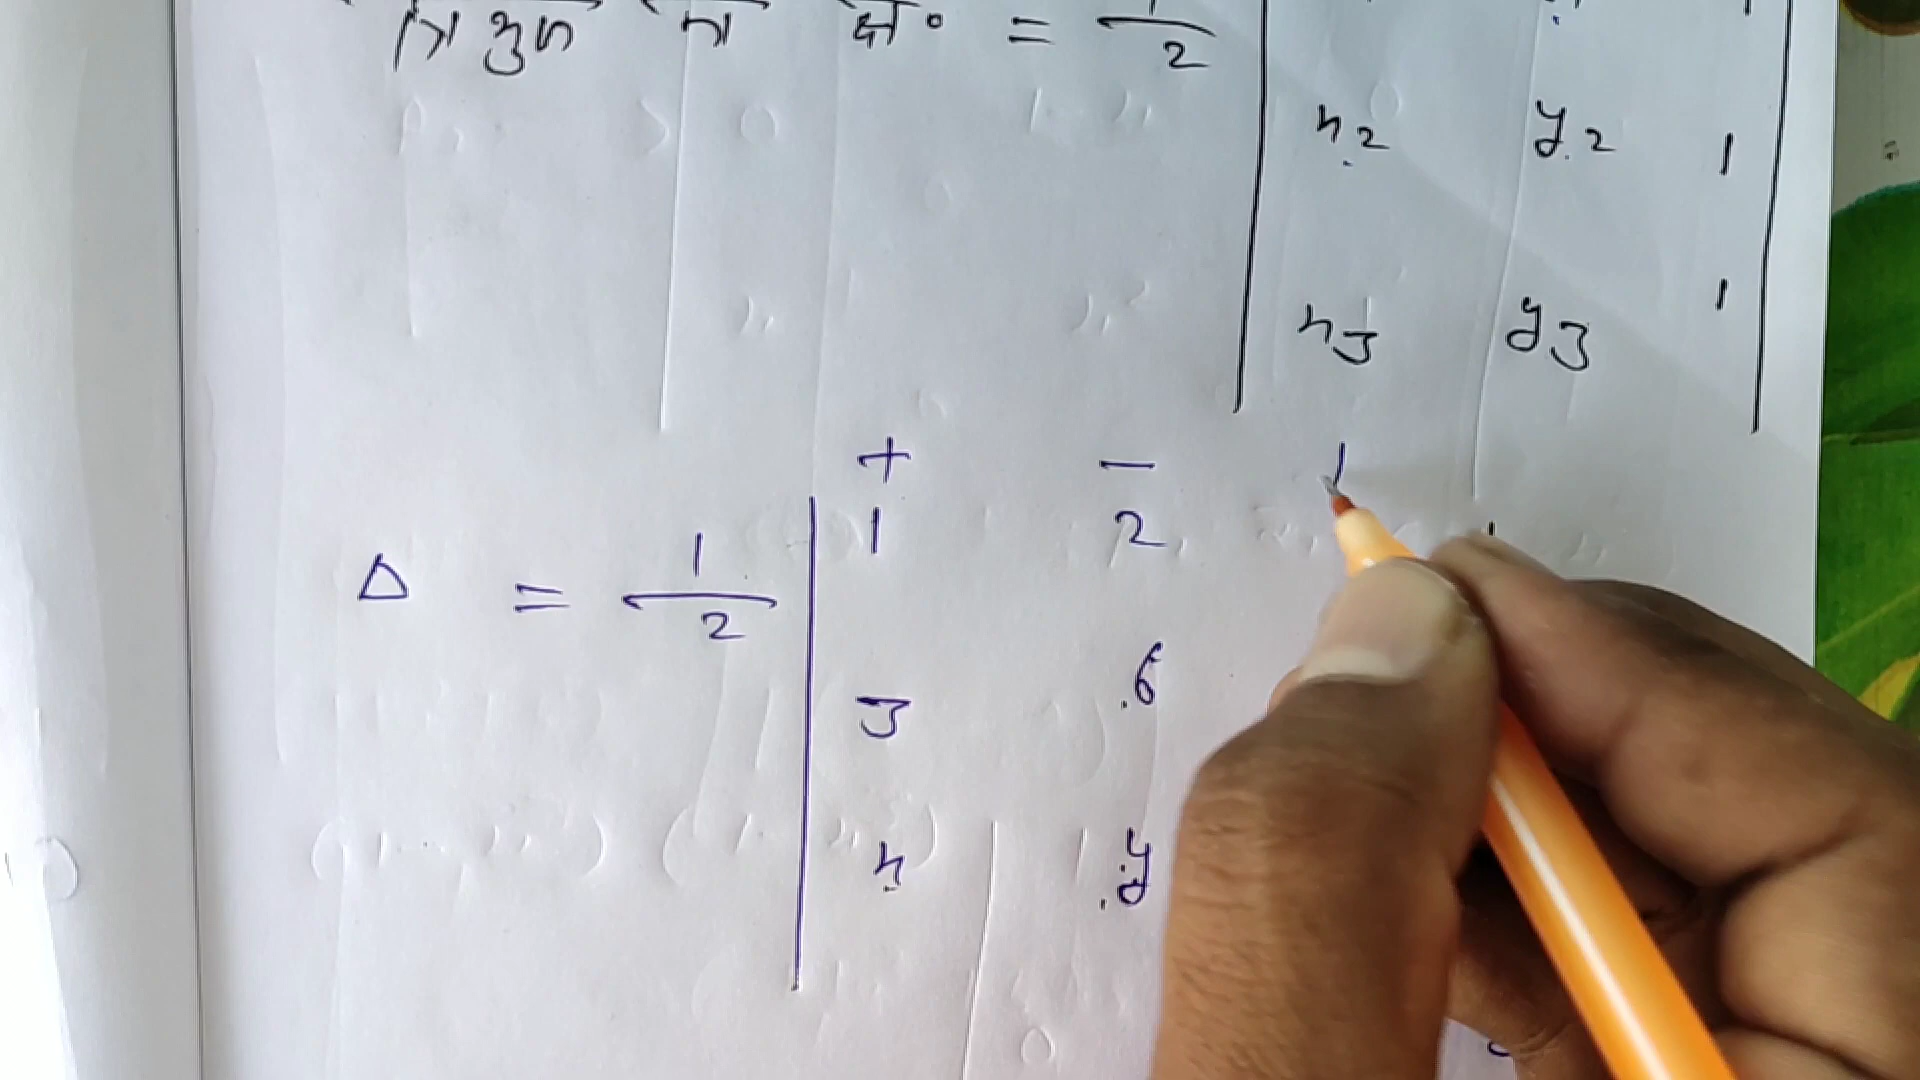 त्रिभुज का क्षे० = 1/2 | x2 y2 1
x3 y3 1 |
+ - 1
Δ = 1/2 | 1 2
3 6
x y